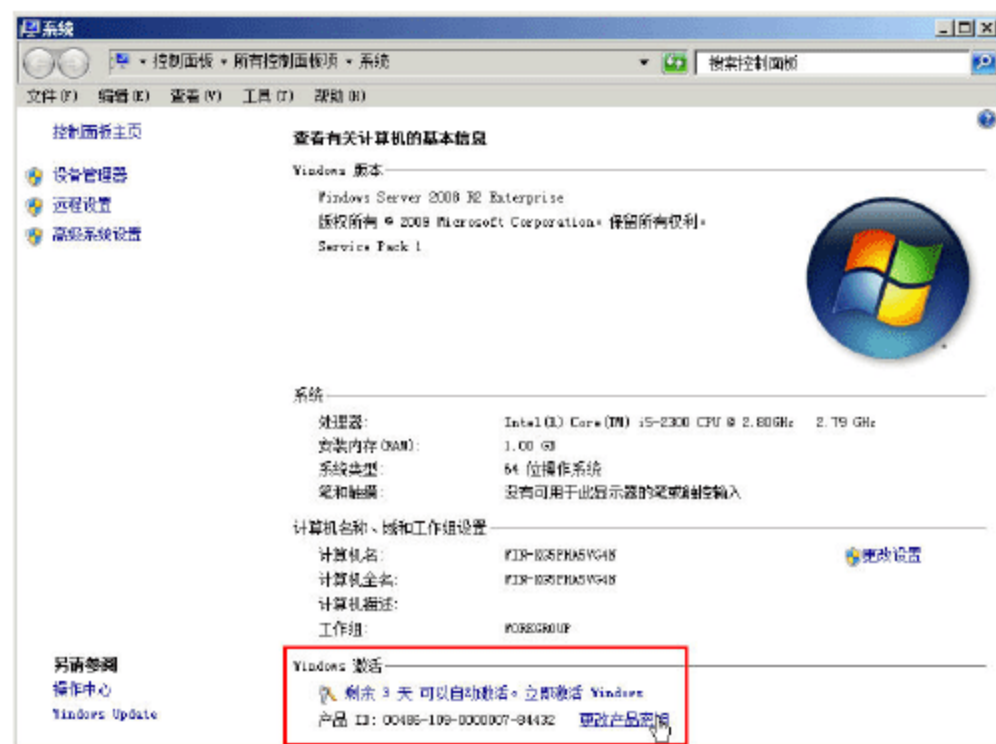 系统
控制面板 所有控制面板项 系统
搜索控制面板
文件(F) 编辑(E) 查看(V) 工具(T) 帮助(H)
控制面板主页
设备管理器
远程设置
高级系统设置
查看有关计算机的基本信息
Windows 版本
Windows Server 2008 R2 Enterprise
版权所有 © 2009 Microsoft Corporation。保留所有权利。
Service Pack 1
系统
处理器: Intel(R) Core(TM) i5-2300 CPU @ 2.80GHz 2.79 GHz
安装内存(RAM): 1.00 GB
系统类型: 64 位操作系统
笔和触摸: 没有可用于此显示器的笔或触控输入
计算机名称、域和工作组设置
计算机名:
更改设置
计算机全名:
计算机描述:
工作组: WORKGROUP
Windows 激活
剩余 3 天 可以自动激活。立即激活 Windows
产品 ID: 00486-109-0000007-84432 更改产品密钥
另请参阅
操作中心
Windows Update